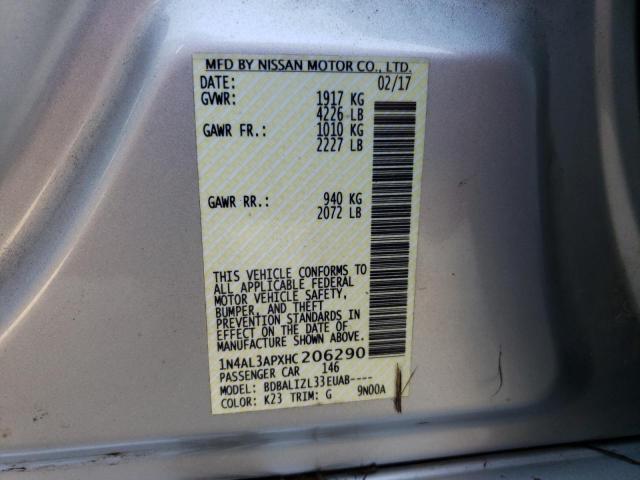 MFD BY NISSAN MOTOR CO., LTD.
DATE: 02/17
GVWR: 1917 KG
4226 LB
GAWR FR.: 1010 KG
2227 LB
GAWR RR.: 940 KG
2072 LB
THIS VEHICLE CONFORMS TO
ALL APPLICABLE FEDERAL
MOTOR VEHICLE SAFETY,
BUMPER, AND THEFT
PREVENTION STANDARDS IN
EFFECT ON THE DATE OF
MANUFACTURE SHOWN ABOVE.
1N4AL3APXHC206290
PASSENGER CAR 146
MODEL: BDBALIZL33EUAB----
COLOR: K23 TRIM: G 9N00A